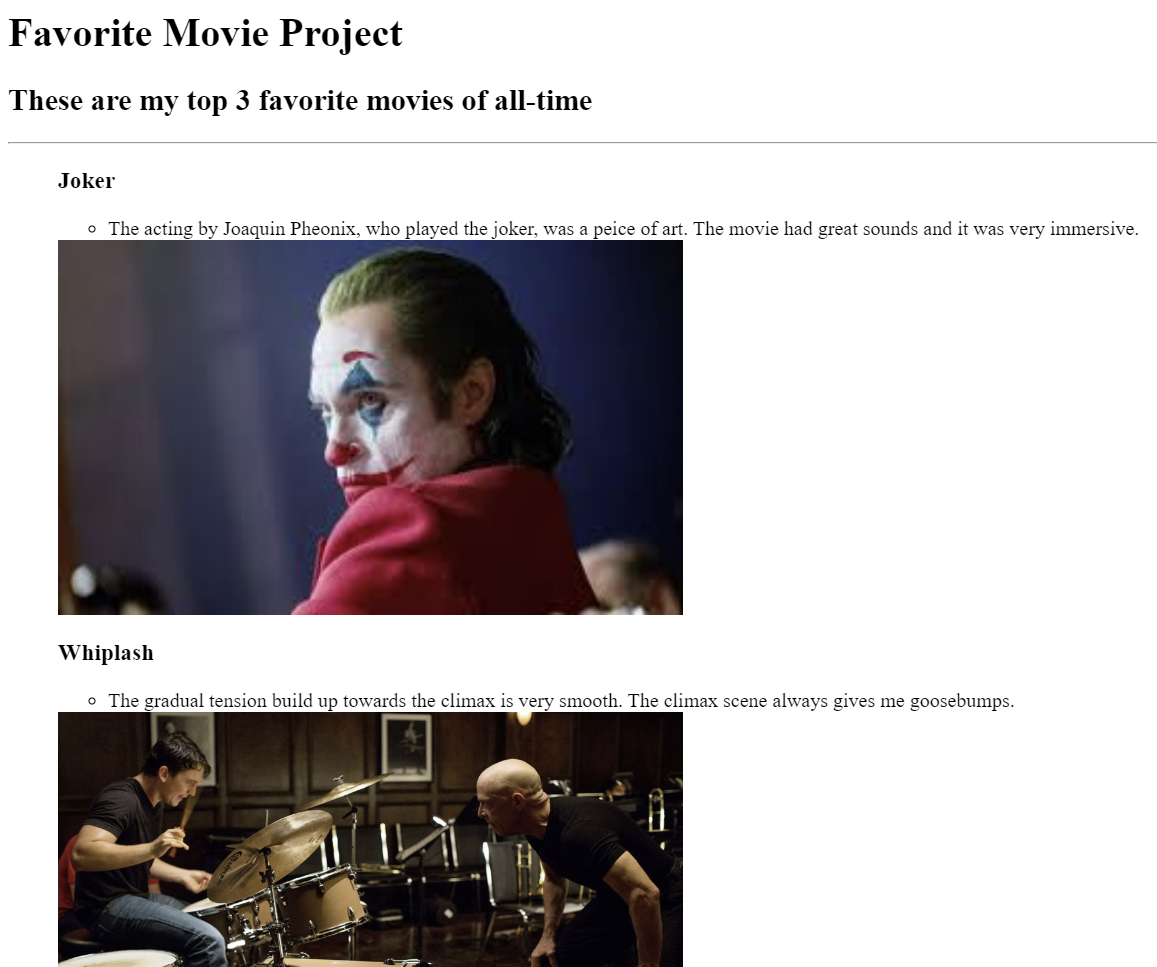 Favorite Movie Project
These are my top 3 favorite movies of all-time
Joker
The acting by Joaquin Pheonix, who played the joker, was a peice of art. The movie had great sounds and it was very immersive.
Whiplash
The gradual tension build up towards the climax is very smooth. The climax scene always gives me goosebumps.